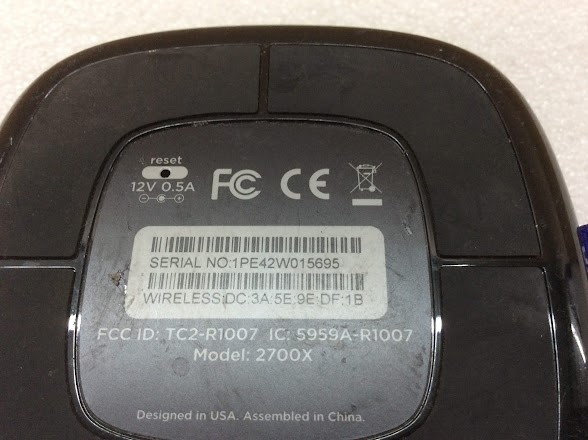 reset
12V 0.5A
FC CE
SERIAL NO:1PE42W015695
WIRELESS:DC:3A:5E:9E:DF:1B
FCC ID: TC2-R1007 IC: 5959A-R1007
Model: 2700X
Designed in USA. Assembled in China.